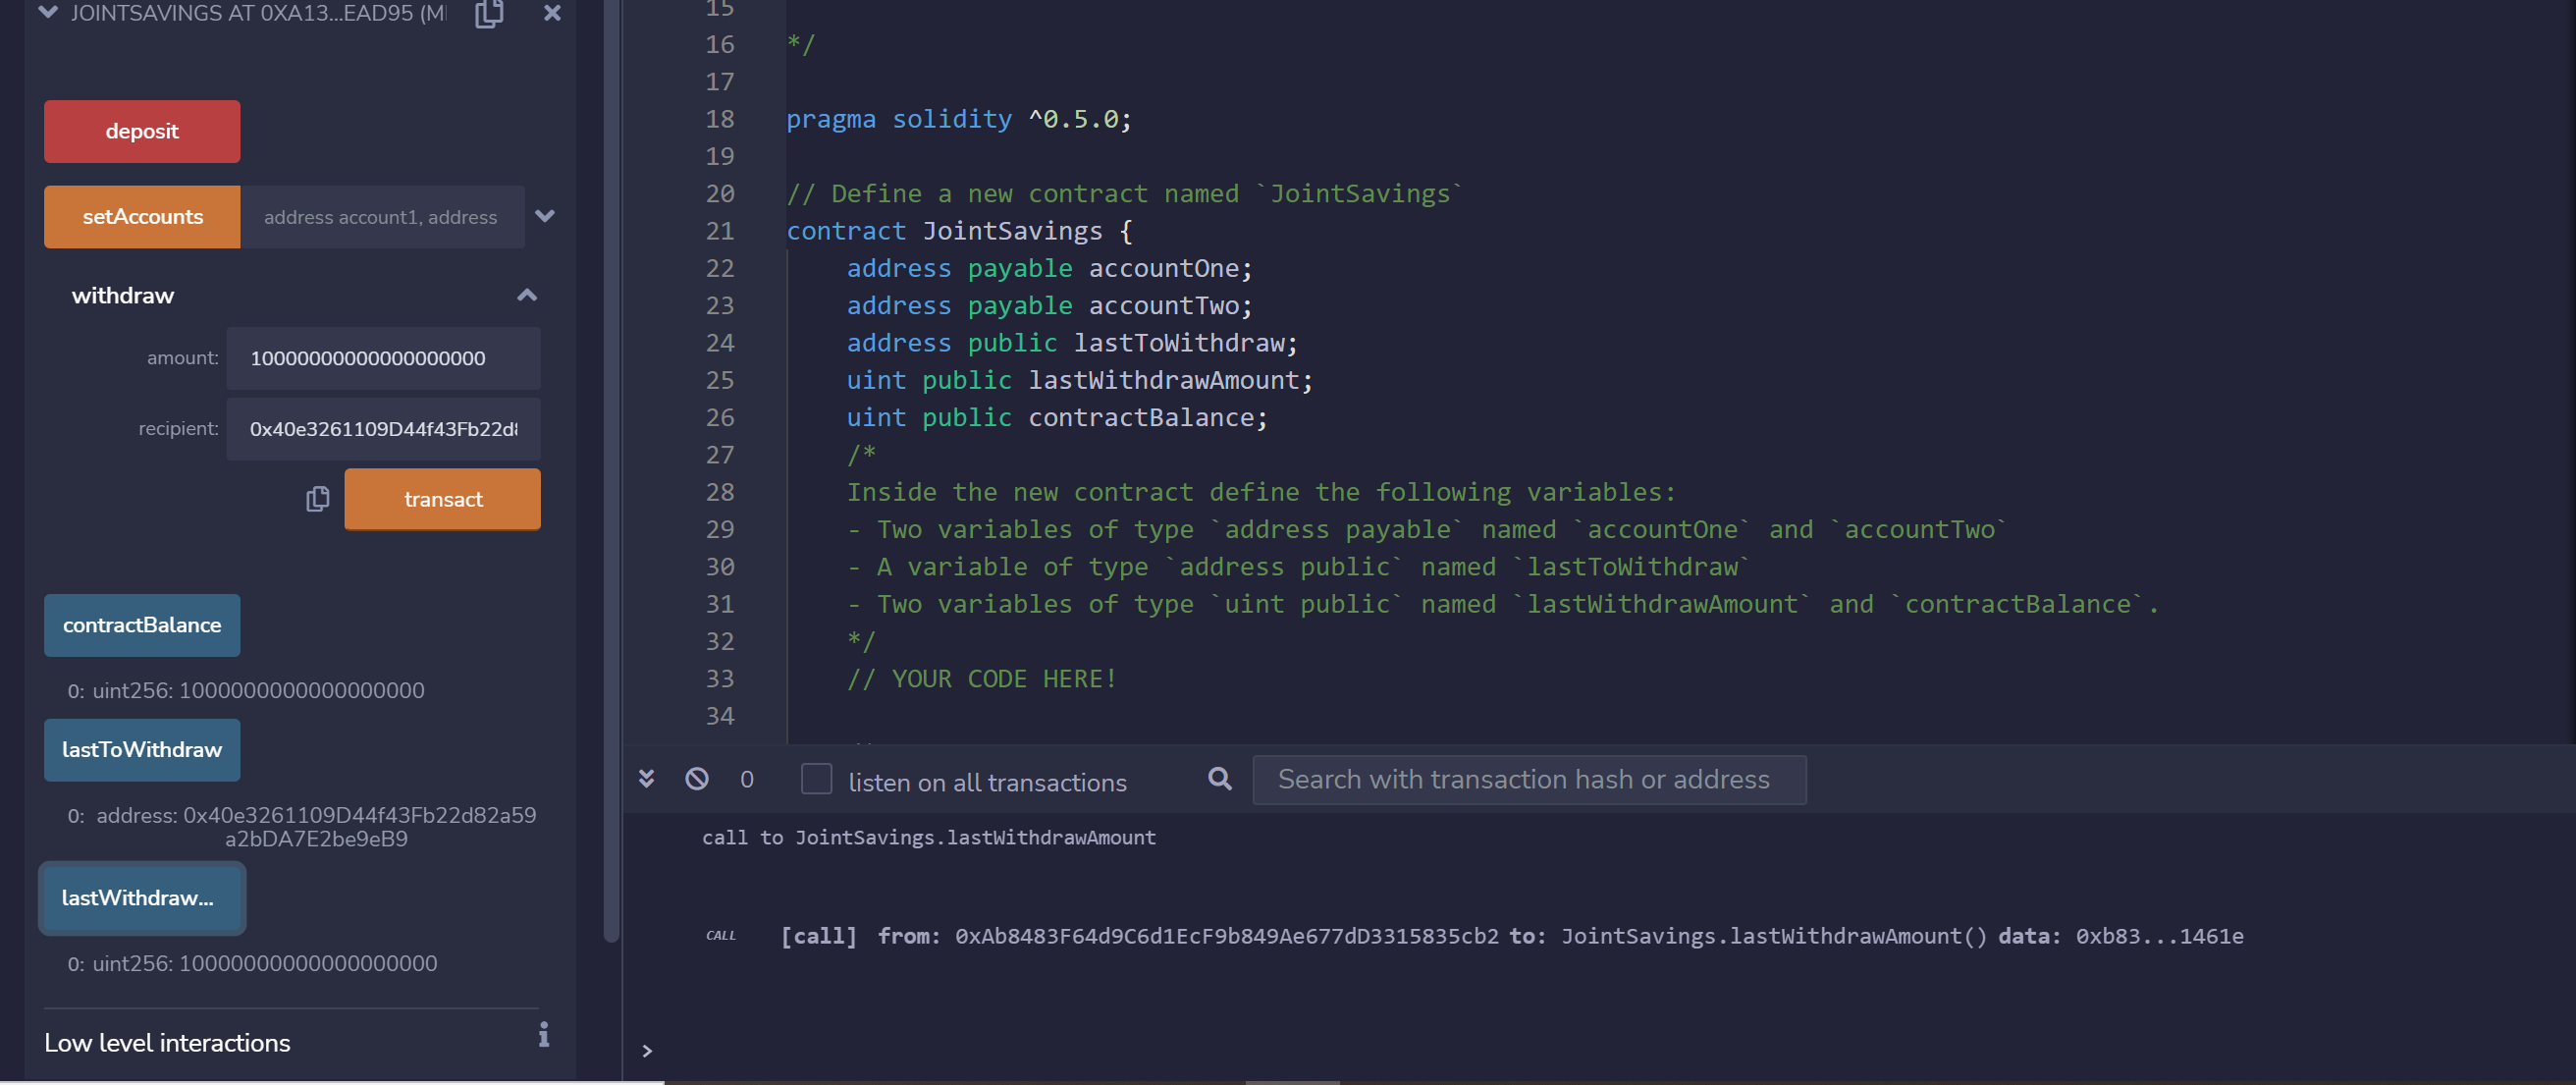 JOINTSAVINGS AT 0XA13...EAD95 (M
deposit
setAccounts address account1, address
withdraw
amount: 10000000000000000000
recipient: 0x40e3261109D44f43Fb22d8
transact
contractBalance
0: uint256: 1000000000000000000
lastToWithdraw
0: address: 0x40e3261109D44f43Fb22d82a59
a2bDA7E2be9eB9
lastWithdraw...
0: uint256: 10000000000000000000
Low level interactions
15
16 */
17
18 pragma solidity ^0.5.0;
19
20 // Define a new contract named `JointSavings`
21 contract JointSavings {
22 address payable accountOne;
23 address payable accountTwo;
24 address public lastToWithdraw;
25 uint public lastWithdrawAmount;
26 uint public contractBalance;
27 /*
28 Inside the new contract define the following variables:
29 - Two variables of type `address payable` named `accountOne` and `accountTwo`
30 - A variable of type `address public` named `lastToWithdraw`
31 - Two variables of type `uint public` named `lastWithdrawAmount` and `contractBalance`.
32 */
33 // YOUR CODE HERE!
34
0 listen on all transactions Search with transaction hash or address
call to JointSavings.lastWithdrawAmount
CALL [call] from: 0xAb8483F64d9C6d1EcF9b849Ae677dD3315835cb2 to: JointSavings.lastWithdrawAmount() data: 0xb83...1461e
>